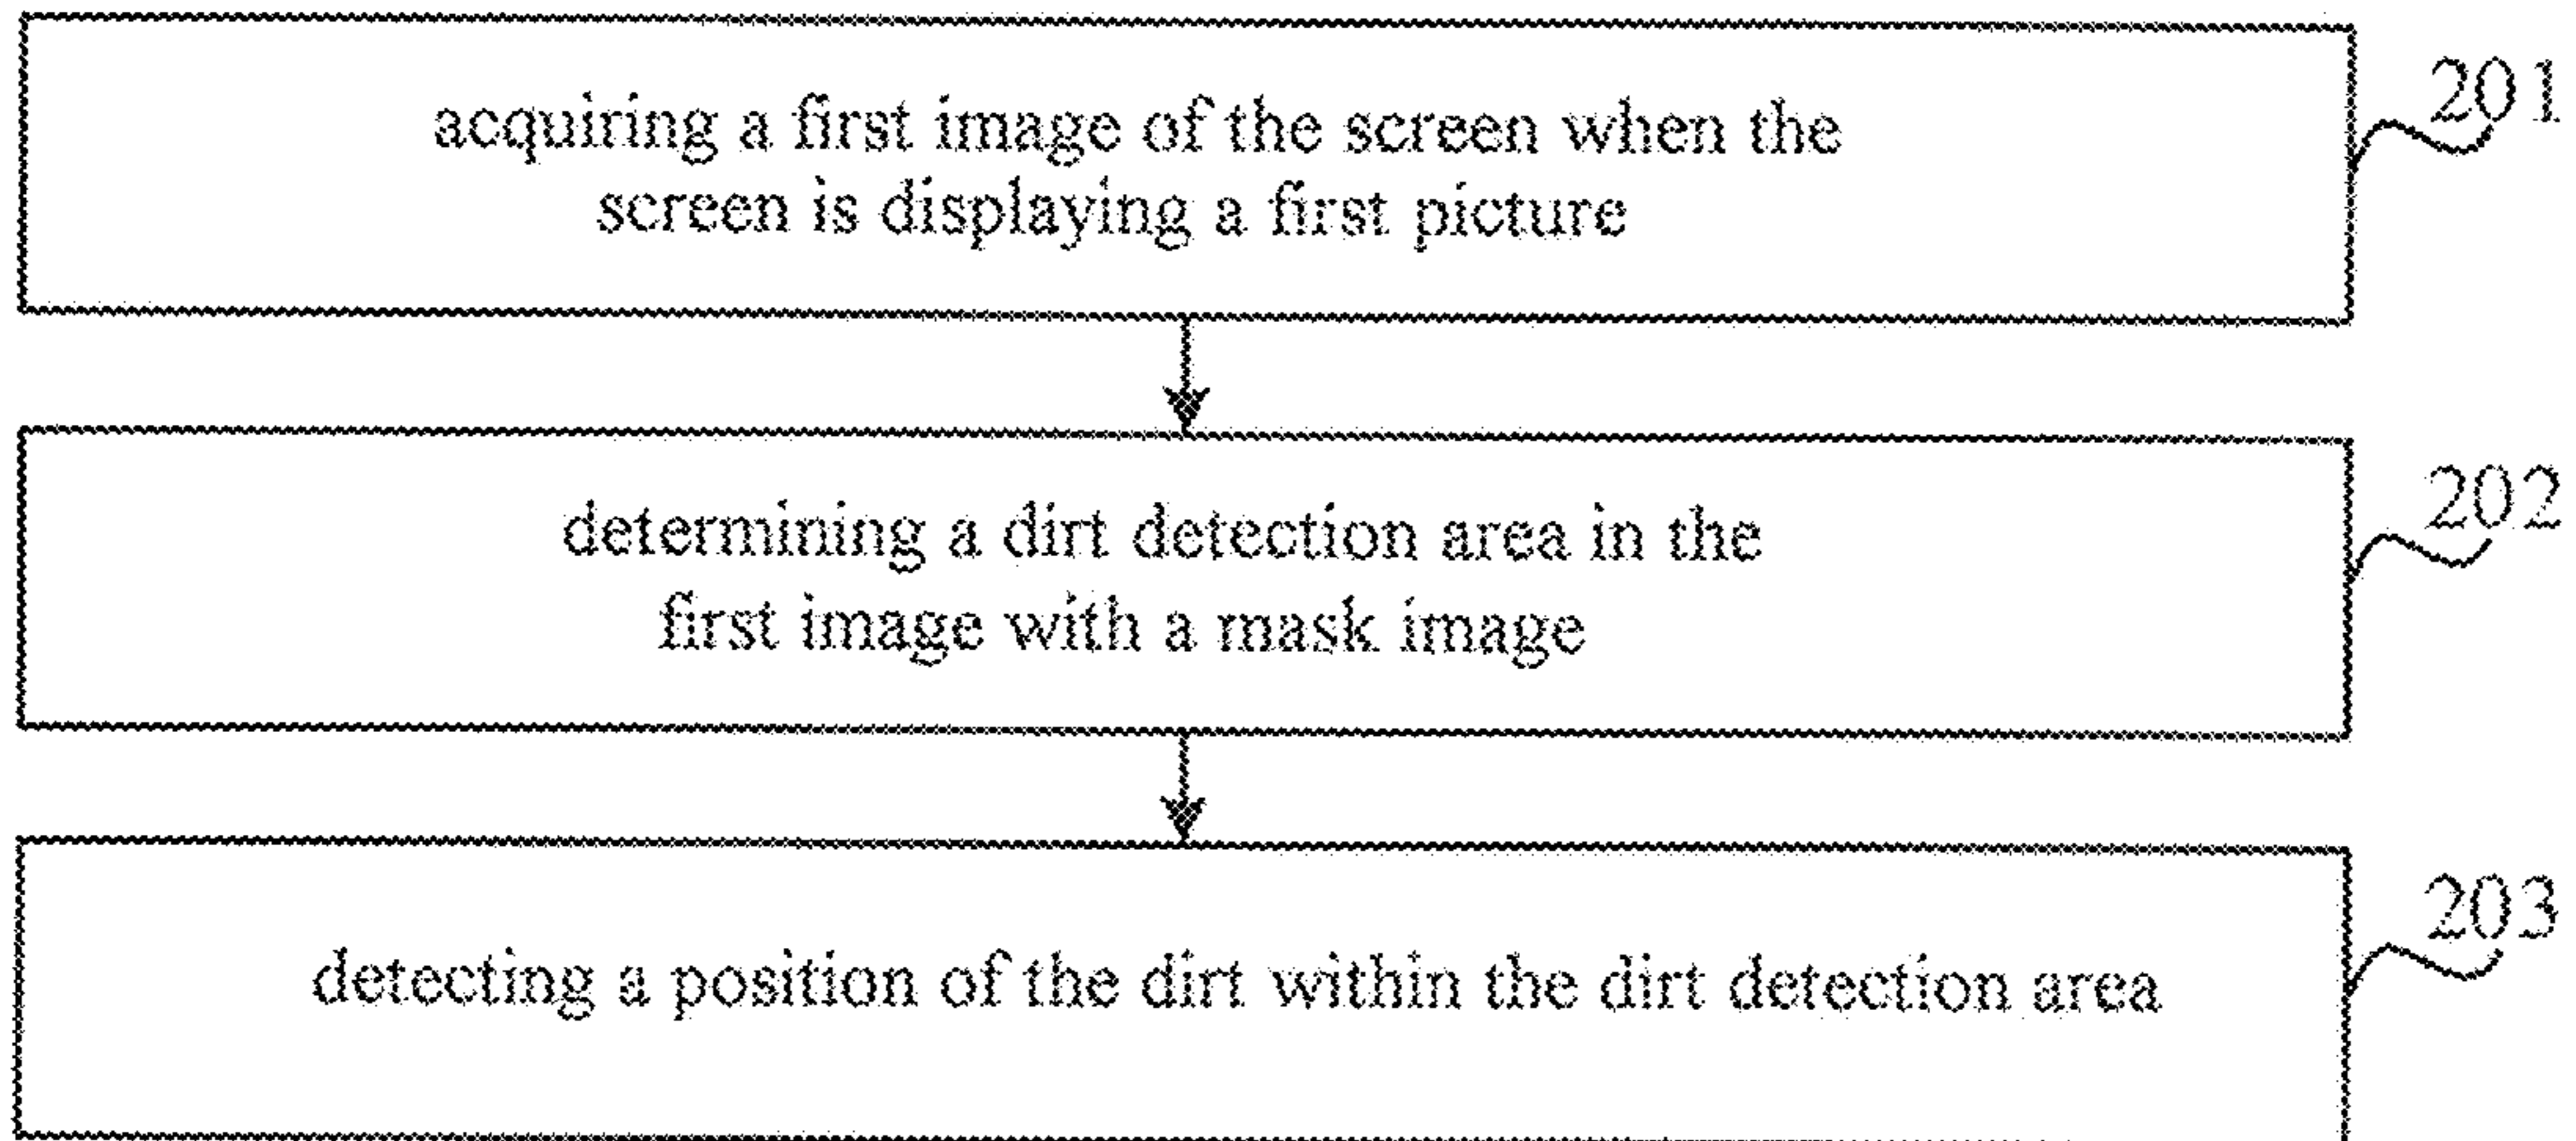 acquiring a first image of the screen when the
screen is displaying a first picture
201
determining a dirt detection area in the
first image with a mask image
202
detecting a position of the dirt within the dirt detection area
203